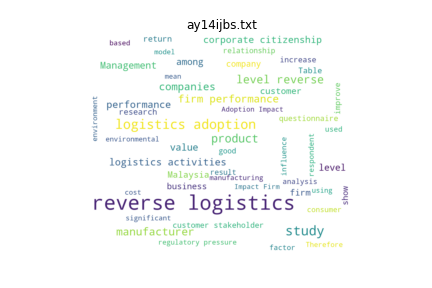 ay14ijbs.txt
based
return
corporate citizenship
model
relationship
among
increase
Management
company
Table
level reverse
companies
customer
improve
firm performance
performance
Adoption Impact
research
questionnaire
environment
logistics adoption
used
environmental
product
good
value
influence
respondent
logistics activities
level
Malaysia
result
manufacturing
analysis
business
Impact Firm
firm
using
show
cost
reverse logistics
consumer
significant
customer stakeholder
manufacturer
study
regulatory pressure
factor
Therefore
mean